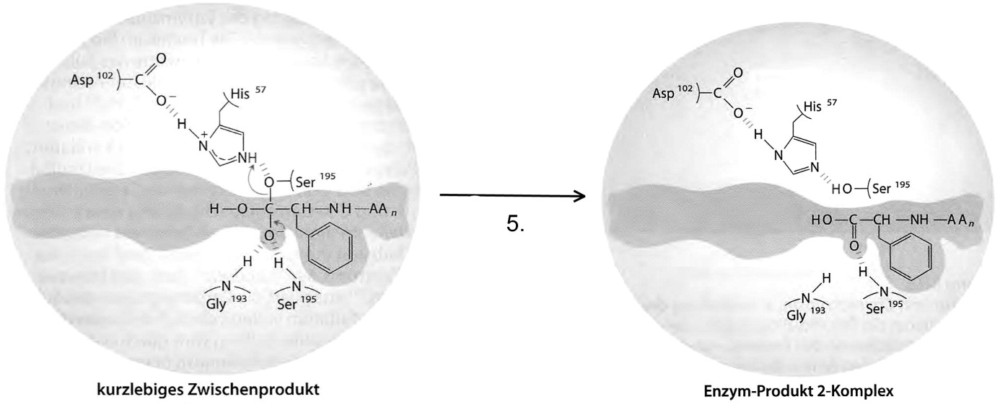 Asp 102
C
O
O−
H
His 57
N+
NH
O
Ser 195
H—O—C—CH—NH—AA n
O−
H
H
N
N
Gly 193
Ser 195
kurzlebiges Zwischenprodukt
5.
Asp 102
C
O
O−
H
His 57
N
N
HO
Ser 195
HO—C—CH—NH—AA n
O
H
H
N
N
Gly 193
Ser 195
Enzym-Produkt 2-Komplex